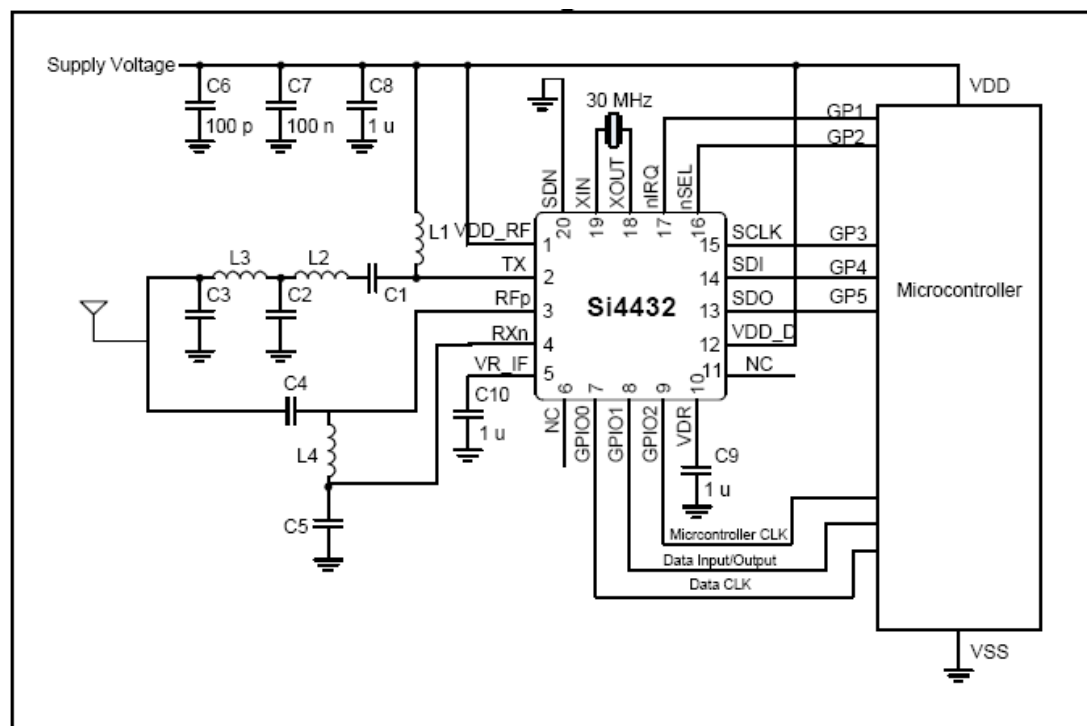 Supply Voltage
C6
100 p
C7
100 n
C8
1 u
30 MHz
VDD
GP1
GP2
SDN
XIN
XOUT
nIRQ
nSEL
20
19
18
17
16
L1
VDD_RF
1
TX
2
RFp
3
RXn
4
VR_IF
5
Si4432
15
SCLK
GP3
14
SDI
GP4
13
SDO
GP5
12
VDD_D
11
NC
Microcontroller
L3
L2
C3
C2
C1
C4
L4
C5
C10
1 u
6
7
8
9
10
NC
GPIO0
GPIO1
GPIO2
VDR
C9
1 u
Micrcontroller CLK
Data Input/Output
Data CLK
VSS